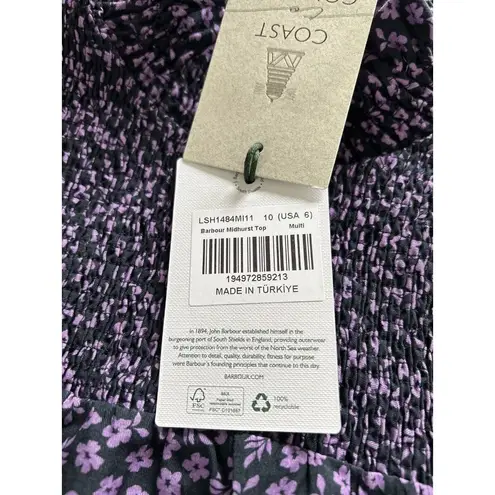 COAST
LSH1484MI11 10 (USA 6)
Barbour Midhurst Top Multi
194972859213
MADE IN TÜRKİYE
In 1894, John Barbour established himself in the
burgeoning port of South Shields in England, providing outerwear
to give protection from the worst of the North Sea weather.
Attention to detail, quality, durability, fitness for purpose
were Barbour's founding principles that continue to this day.
BARBOUR.COM
FSC
MIX
100%
recyclable